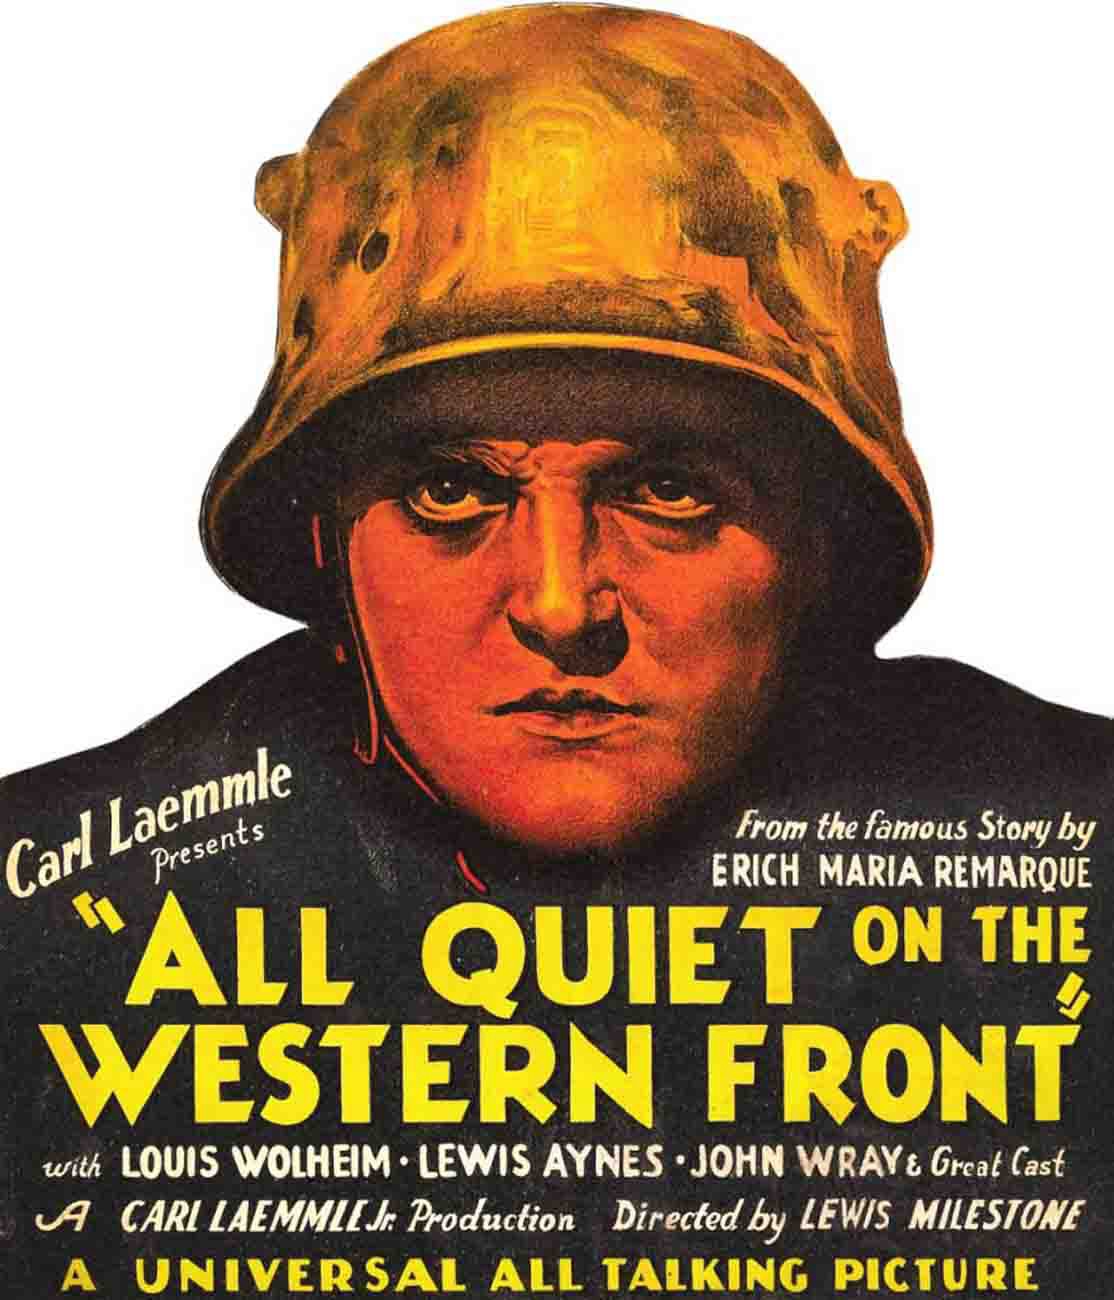 Carl Laemmle
Presents
From the famous Story by
ERICH MARIA REMARQUE
"ALL QUIET ON THE
WESTERN FRONT"
with LOUIS WOLHEIM · LEWIS AYNES · JOHN WRAY & Great Cast
A CARL LAEMMLE Jr. Production Directed by LEWIS MILESTONE
A UNIVERSAL ALL TALKING PICTURE